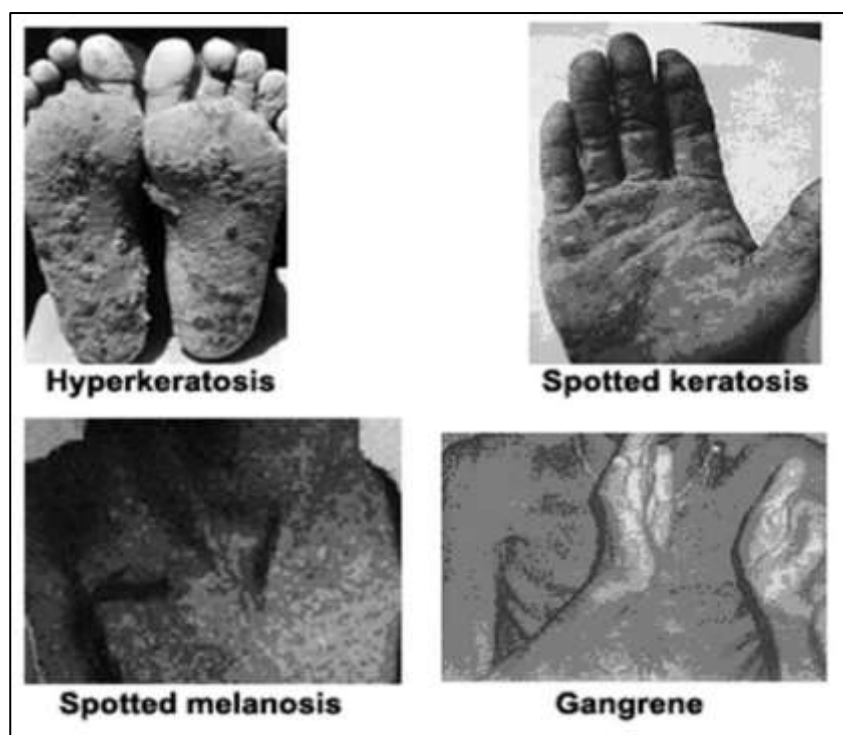 Hyperkeratosis
Spotted keratosis
Spotted melanosis
Gangrene